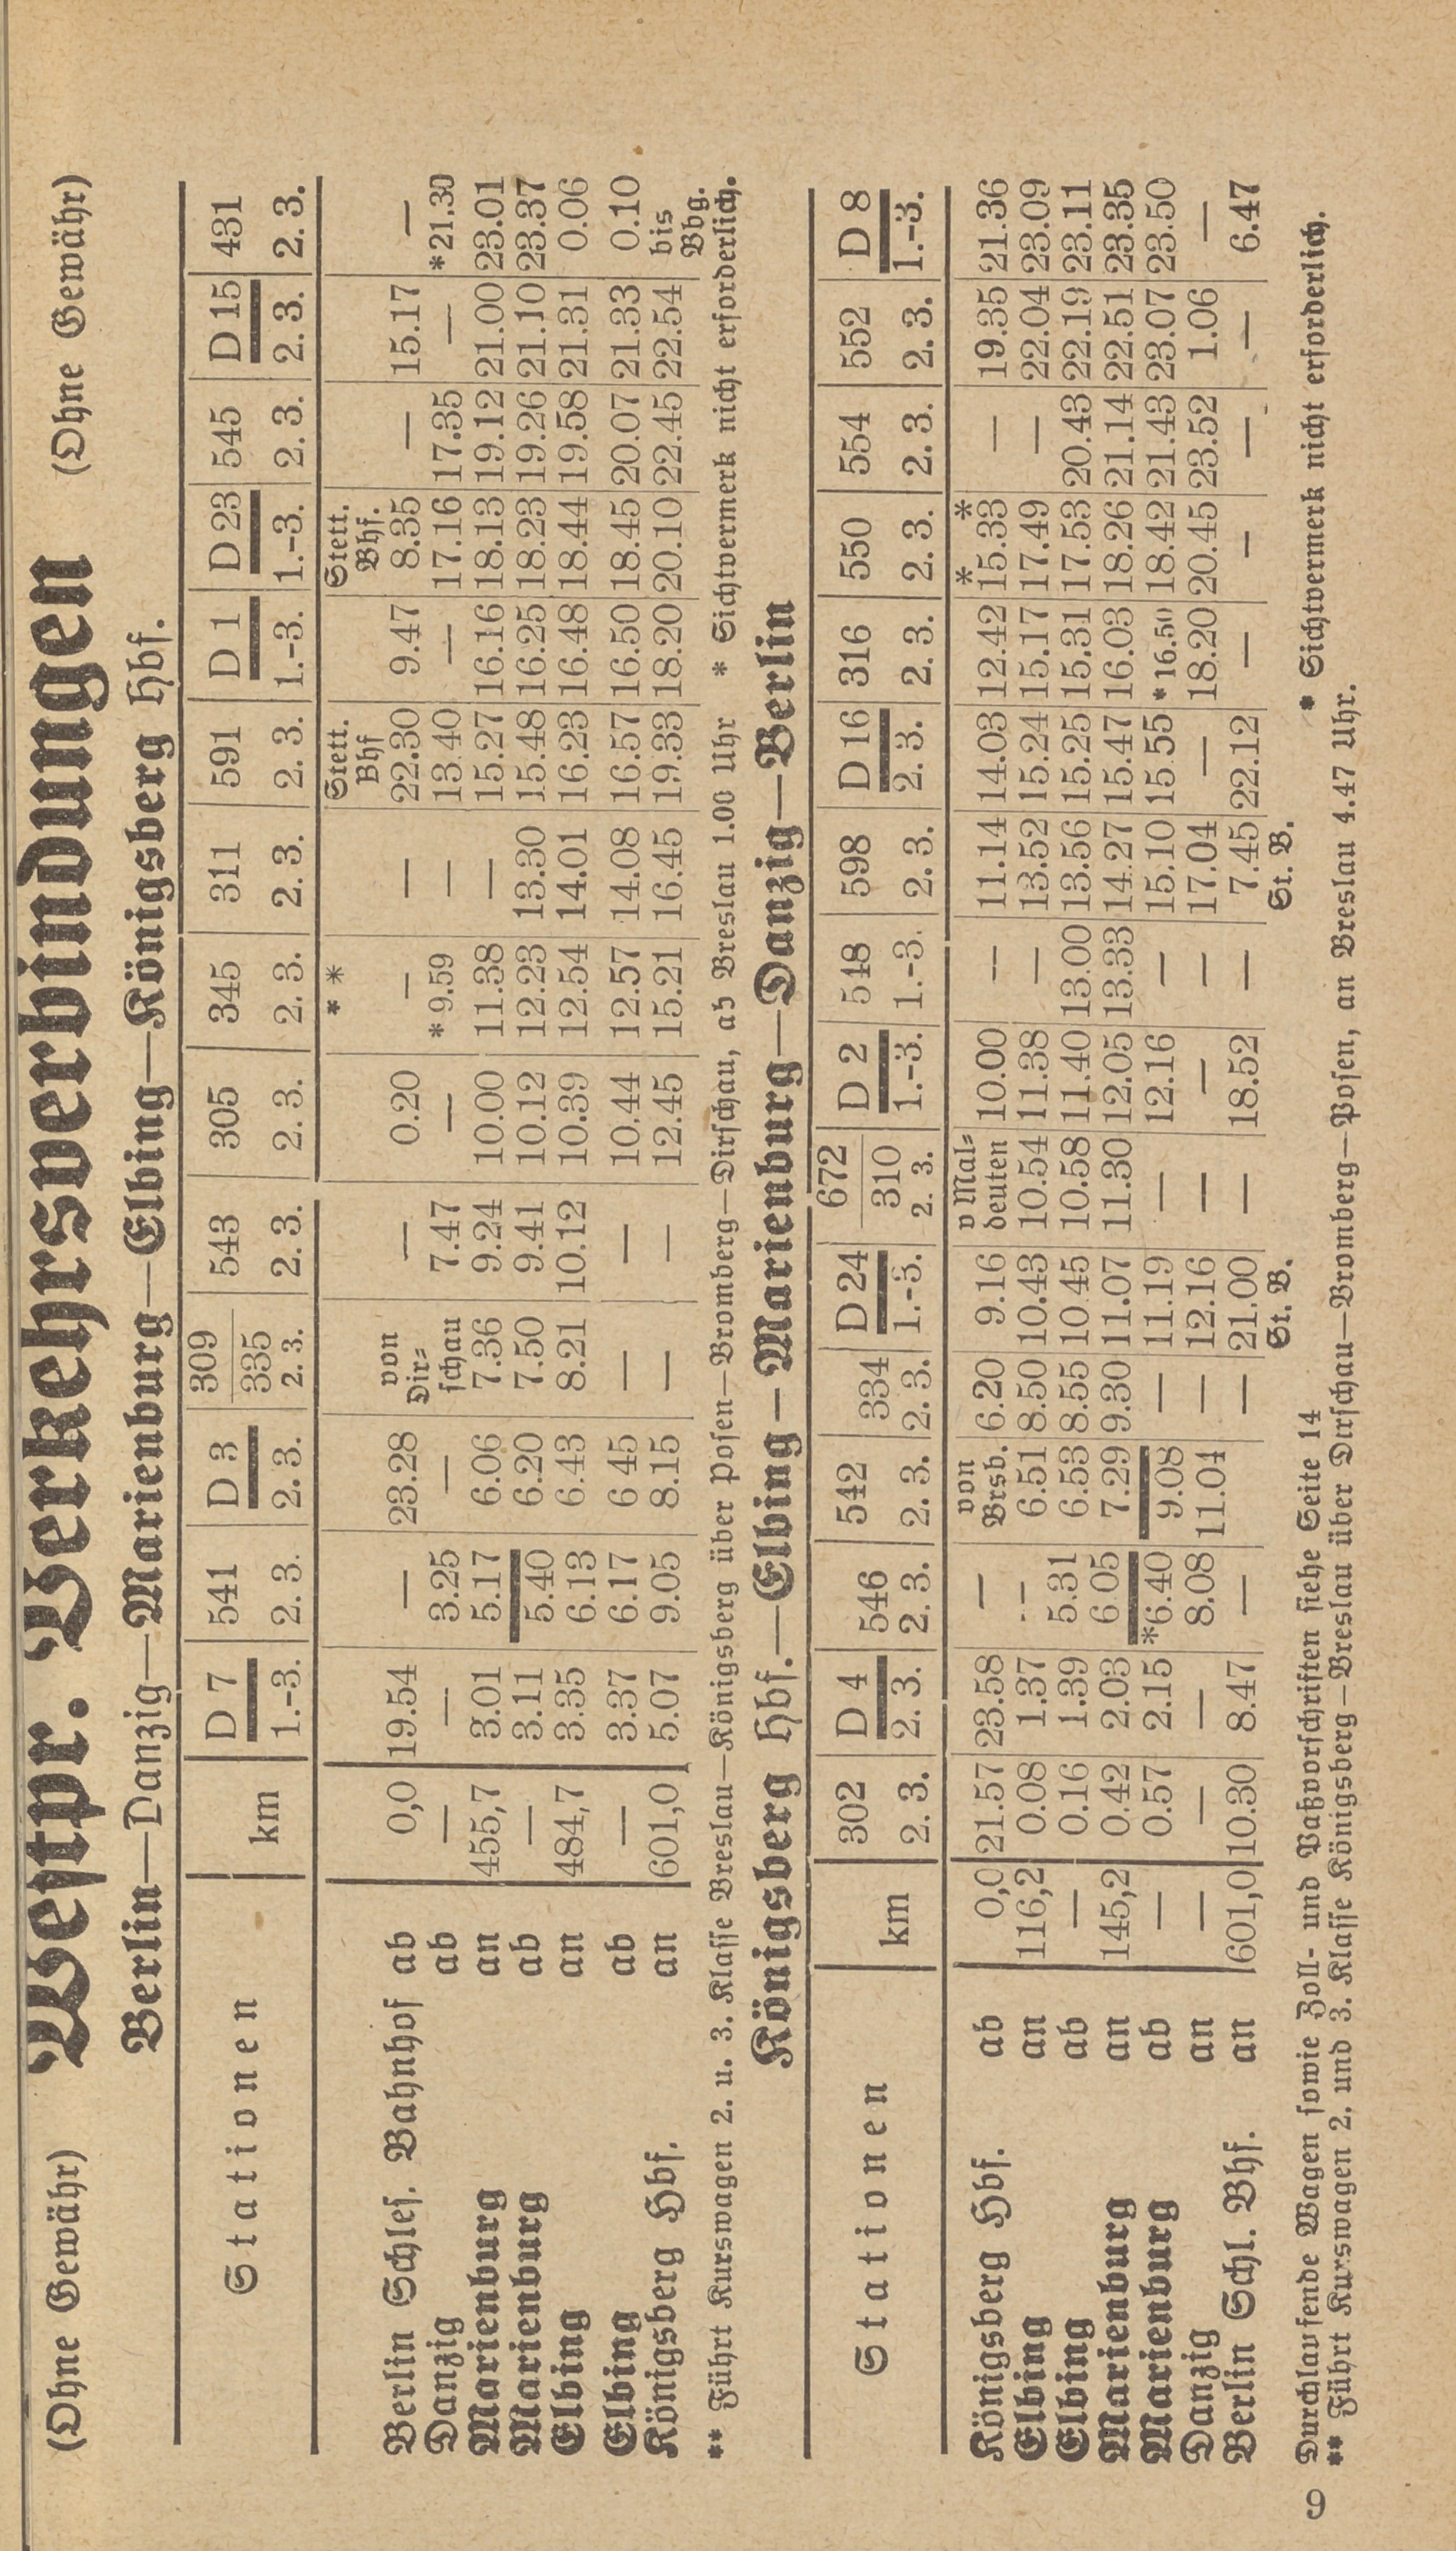 (Ohne Gewähr) Westpr. Verkehrsverbindungen (Ohne Gewähr)
Berlin—Danzig—Marienburg—Elbing—Königsberg Hbf.
Stationen | km | D 7 1.-3. | 541 2. 3. | D 3 2. 3. | 309 335 2. 3. | 543 2. 3. | 305 2. 3. | 345 2. 3. | 311 2. 3. | 591 2. 3. | D 1 1.-3. | D 23 1.-3. | 545 2. 3. | D 15 2. 3. | 431 2. 3.
* * | Stett. Bhf | Stett. Bhf.
Berlin Schles. Bahnhof ab | 0,0 | 19.54 | — | 23.28 | von Dir= schau | — | 0.20 | — | — | 22.30 | 9.47 | 8.35 | — | 15.17 | —
Danzig ab | — | — | 3.25 | — | | 7.47 | — | * 9.59 | — | 13.40 | — | 17.16 | 17.35 | — | *21.30
Marienburg an | 455,7 | 3.01 | 5.17 | 6.06 | 7.36 | 9.24 | 10.00 | 11.38 | — | 15.27 | 16.16 | 18.13 | 19.12 | 21.00 | 23.01
Marienburg ab | — | 3.11 | 5.40 | 6.20 | 7.50 | 9.41 | 10.12 | 12.23 | 13.30 | 15.48 | 16.25 | 18.23 | 19.26 | 21.10 | 23.37
Elbing an | 484,7 | 3.35 | 6.13 | 6.43 | 8.21 | 10.12 | 10.39 | 12.54 | 14.01 | 16.23 | 16.48 | 18.44 | 19.58 | 21.31 | 0.06
Elbing ab | — | 3.37 | 6.17 | 6 45 | — | — | 10.44 | 12.57 | 14.08 | 16.57 | 16.50 | 18.45 | 20.07 | 21.33 | 0.10
Königsberg Hbf. an | 601,0 | 5.07 | 9.05 | 8.15 | — | — | 12.45 | 15.21 | 16.45 | 19.33 | 18.20 | 20.10 | 22.45 | 22.54 | bis Bbg.
** Führt Kurswagen 2. u. 3. Klasse Breslau—Königsberg über Posen—Bromberg—Dirschau, ab Breslau 1.00 Uhr * Sichtvermerk nicht erforderlich.
Königsberg Hbf.—Elbing—Marienburg—Danzig—Berlin
Stationen | km | 302 2. 3. | D 4 2. 3. | 546 2. 3. | 542 2. 3. | 334 2. 3. | D 24 1.-3. | 672 310 2. 3. | D 2 1.-3. | 548 1.-3. | 598 2. 3. | D 16 2. 3. | 316 2. 3. | 550 2. 3. | 554 2. 3. | 552 2. 3. | D 8 1.-3.
Königsberg Hbf. ab | 0,0 | 21.57 | 23.58 | — | von Brsb. | 6.20 | 9.16 | v Mal= deuten | 10.00 | — | 11.14 | 14.03 | 12.42 | * 15.33 * | — | 19.35 | 21.36
Elbing an | 116,2 | 0.08 | 1.37 | — | 6.51 | 8.50 | 10.43 | 10.54 | 11.38 | — | 13.52 | 15.24 | 15.17 | 17.49 | — | 22.04 | 23.09
Elbing ab | — | 0.16 | 1.39 | 5.31 | 6.53 | 8.55 | 10 45 | 10.58 | 11.40 | 13.00 | 13.56 | 15.25 | 15.31 | 17.53 | 20.43 | 22.19 | 23.11
Marienburg an | 145,2 | 0.42 | 2.03 | 6 05 | 7.29 | 9.30 | 11.07 | 11.30 | 12.05 | 13.33 | 14.27 | 15.47 | 16.03 | 18.26 | 21.14 | 22.51 | 23.35
Marienburg ab | — | 0.57 | 2.15 | *6.40 | 9.08 | — | 11.19 | — | 12.16 | — | 15.10 | 15 55 | * 16.50 | 18.42 | 21.43 | 23.07 | 23.50
Danzig an | — | — | — | 8.08 | 11.04 | — | 12.16 | — | — | — | 17.04 | — | 18.20 | 20.45 | 23.52 | 1.06 | —
Berlin Schl. Bhf. an | 601,0 | 10.30 | 8.47 | — | | — | 21.00 St. B. | — | 18.52 | — | 7.45 St. B. | 22.12 | — | — | — | — | 6.47
Durchlaufende Wagen sowie Zoll- und Paßvorschriften siehe Seite 14 * Sichtvermerk nicht erforderlich.
** Führt Kurswagen 2. und 3. Klasse Königsberg—Breslau über Dirschau—Bromberg—Posen, an Breslau 4.47 Uhr.
9